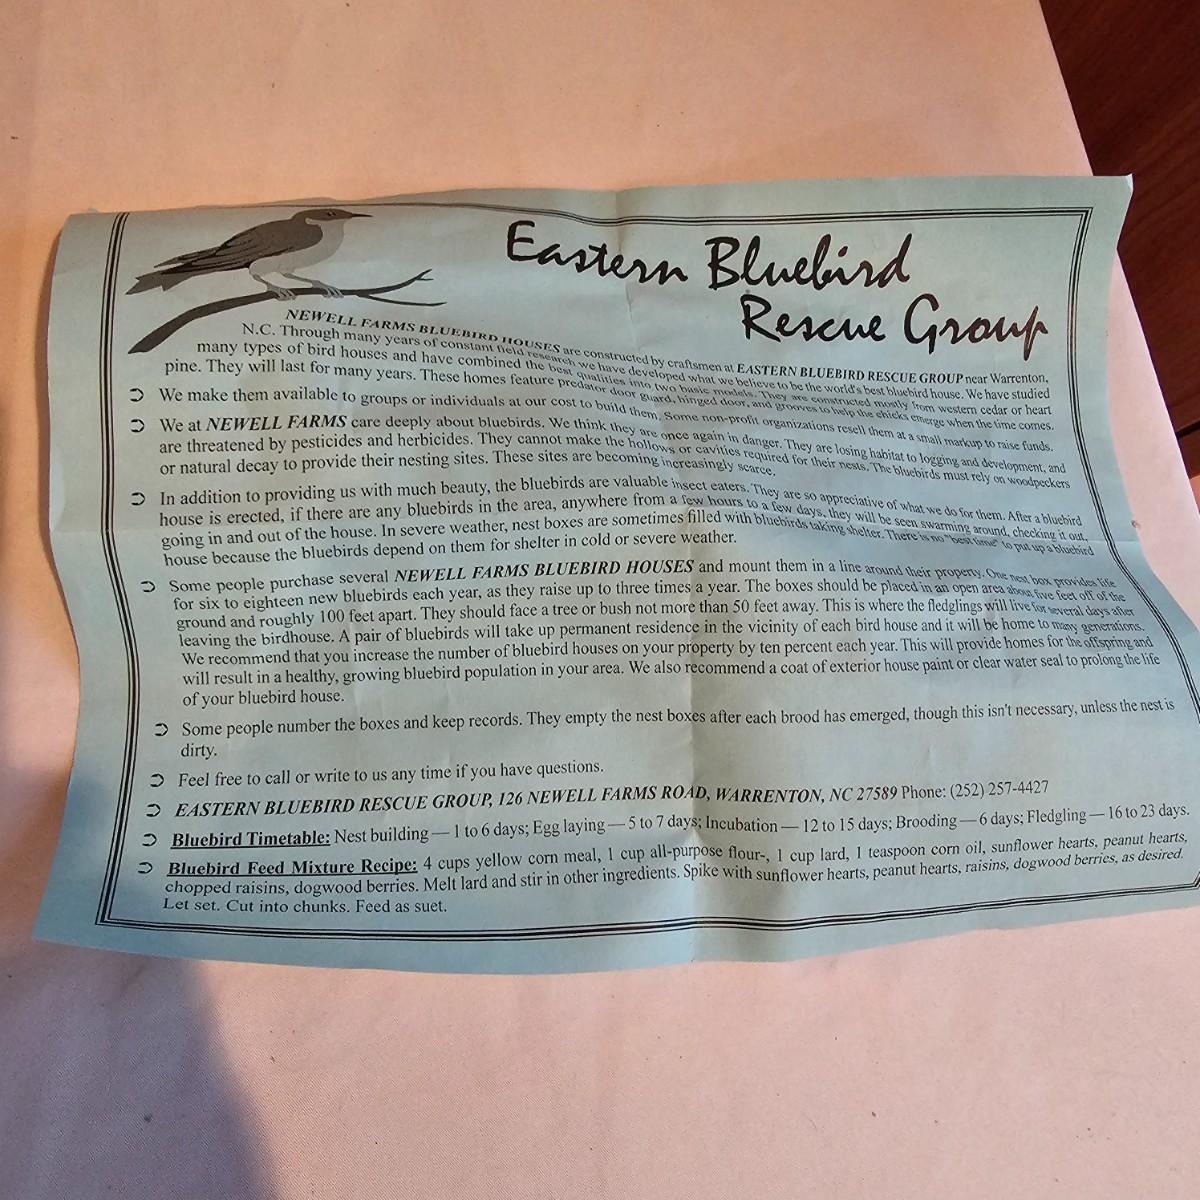 Eastern Bluebird
Rescue Group
NEWELL FARMS BLUEBIRD HOUSES are constructed by craftsmen at EASTERN BLUEBIRD RESCUE GROUP near Warrenton,
N.C. Through many years of constant field research we have developed what we believe to be the world's best bluebird house. We have studied
many types of bird houses and have combined the best qualities into two basic models. They are constructed mostly from western cedar or heart
pine. They will last for many years. These homes feature predator door guard, hinged door, and grooves to help the chicks emerge when the time comes.
➲ We make them available to groups or individuals at our cost to build them. Some non-profit organizations resell them at a small markup to raise funds.
➲ We at NEWELL FARMS care deeply about bluebirds. We think they are once again in danger. They are losing habitat to logging and development, and
are threatened by pesticides and herbicides. They cannot make the hollows or cavities required for their nests. The bluebirds must rely on woodpeckers
or natural decay to provide their nesting sites. These sites are becoming increasingly scarce.
➲ In addition to providing us with much beauty, the bluebirds are valuable insect eaters. They are so appreciative of what we do for them. After a bluebird
house is erected, if there are any bluebirds in the area, anywhere from a few hours to a few days, they will be seen swarming around, checking it out,
going in and out of the house. In severe weather, nest boxes are sometimes filled with bluebirds taking shelter. There is no "best time" to put up a bluebird
house because the bluebirds depend on them for shelter in cold or severe weather.
➲ Some people purchase several NEWELL FARMS BLUEBIRD HOUSES and mount them in a line around their property. One nest box provides life
for six to eighteen new bluebirds each year, as they raise up to three times a year. The boxes should be placed in an open area about five feet off of the
ground and roughly 100 feet apart. They should face a tree or bush not more than 50 feet away. This is where the fledglings will live for several days after
leaving the birdhouse. A pair of bluebirds will take up permanent residence in the vicinity of each bird house and it will be home to many generations.
We recommend that you increase the number of bluebird houses on your property by ten percent each year. This will provide homes for the offspring and
will result in a healthy, growing bluebird population in your area. We also recommend a coat of exterior house paint or clear water seal to prolong the life
of your bluebird house.
➲ Some people number the boxes and keep records. They empty the nest boxes after each brood has emerged, though this isn't necessary, unless the nest is
dirty.
➲ Feel free to call or write to us any time if you have questions.
➲ EASTERN BLUEBIRD RESCUE GROUP, 126 NEWELL FARMS ROAD, WARRENTON, NC 27589 Phone: (252) 257-4427
➲ Bluebird Timetable: Nest building — 1 to 6 days; Egg laying — 5 to 7 days; Incubation — 12 to 15 days; Brooding — 6 days; Fledgling — 16 to 23 days.
➲ Bluebird Feed Mixture Recipe: 4 cups yellow corn meal, 1 cup all-purpose flour-, 1 cup lard, 1 teaspoon corn oil, sunflower hearts, peanut hearts,
chopped raisins, dogwood berries. Melt lard and stir in other ingredients. Spike with sunflower hearts, peanut hearts, raisins, dogwood berries, as desired.
Let set. Cut into chunks. Feed as suet.